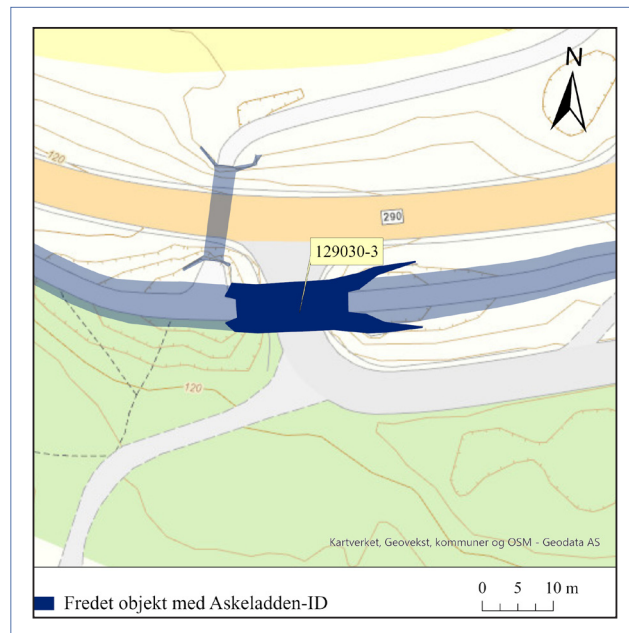 N
120
290
129030-3
120
Kartverket, Geovekst, kommuner og OSM - Geodata AS
Fredet objekt med Askeladden-ID
0 5 10 m